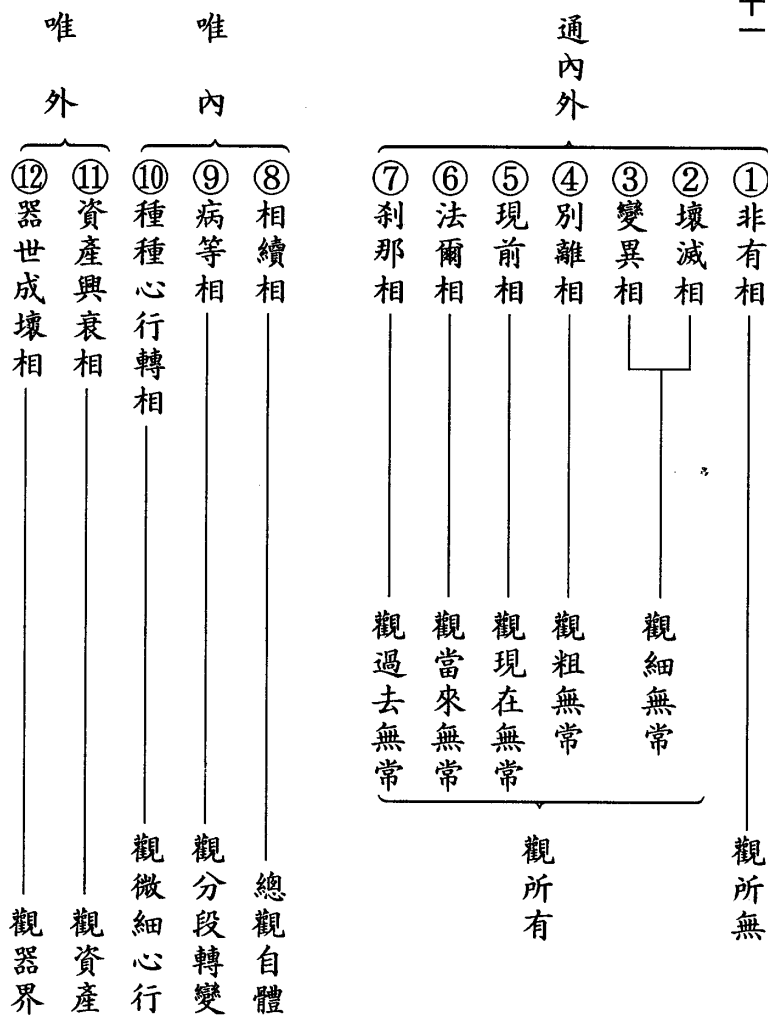 十一
通內外
①非有相
觀所無
②壞滅相
③變異相
觀細無常
④別離相
觀粗無常
⑤現前相
觀現在無常
⑥法爾相
觀當來無常
⑦剎那相
觀過去無常
觀所有
唯內
⑧相續相
總觀自體
⑨病等相
觀分段轉變
⑩種種心行轉相
觀微細心行
唯外
⑪資產興衰相
觀資產
⑫器世成壞相
觀器界